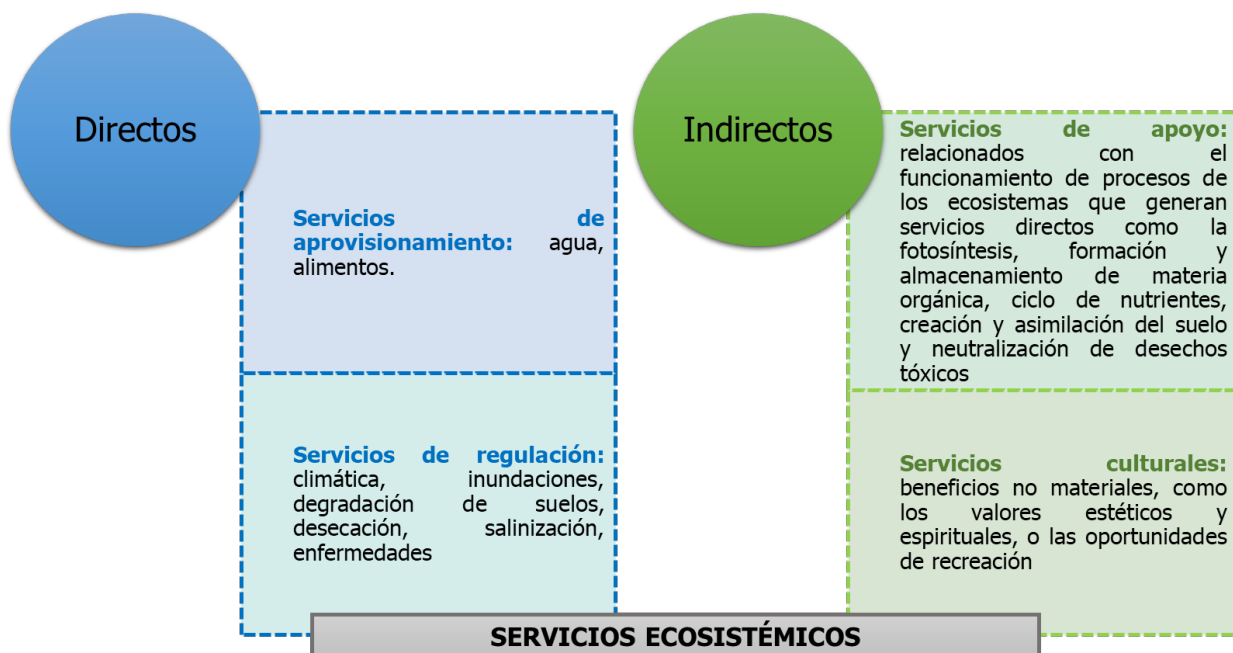 Directos
Servicios de
aprovisionamiento: agua,
alimentos.
Servicios de regulación:
climática, inundaciones,
degradación de suelos,
desecación, salinización,
enfermedades
Indirectos
Servicios de apoyo:
relacionados con el
funcionamiento de procesos de
los ecosistemas que generan
servicios directos como la
fotosíntesis, formación y
almacenamiento de materia
orgánica, ciclo de nutrientes,
creación y asimilación del suelo
y neutralización de desechos
tóxicos
Servicios culturales:
beneficios no materiales, como
los valores estéticos y
espirituales, o las oportunidades
de recreación
SERVICIOS ECOSISTÉMICOS